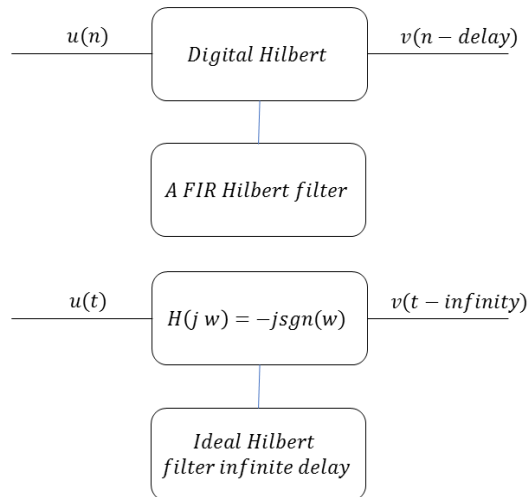 u(n)
Digital Hilbert
v(n − delay)
A FIR Hilbert filter
u(t)
H(j w) = −jsgn(w)
v(t − infinity)
Ideal Hilbert
filter infinite delay